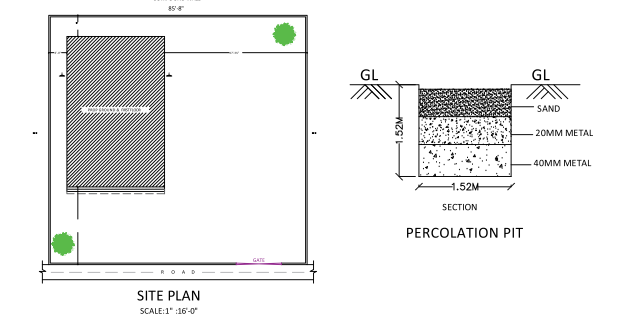 85'-8"
GATE
R O A D
SITE PLAN
SCALE:1" :16'-0"
GL
GL
1.52M
SAND
20MM METAL
40MM METAL
1.52M
SECTION
PERCOLATION PIT